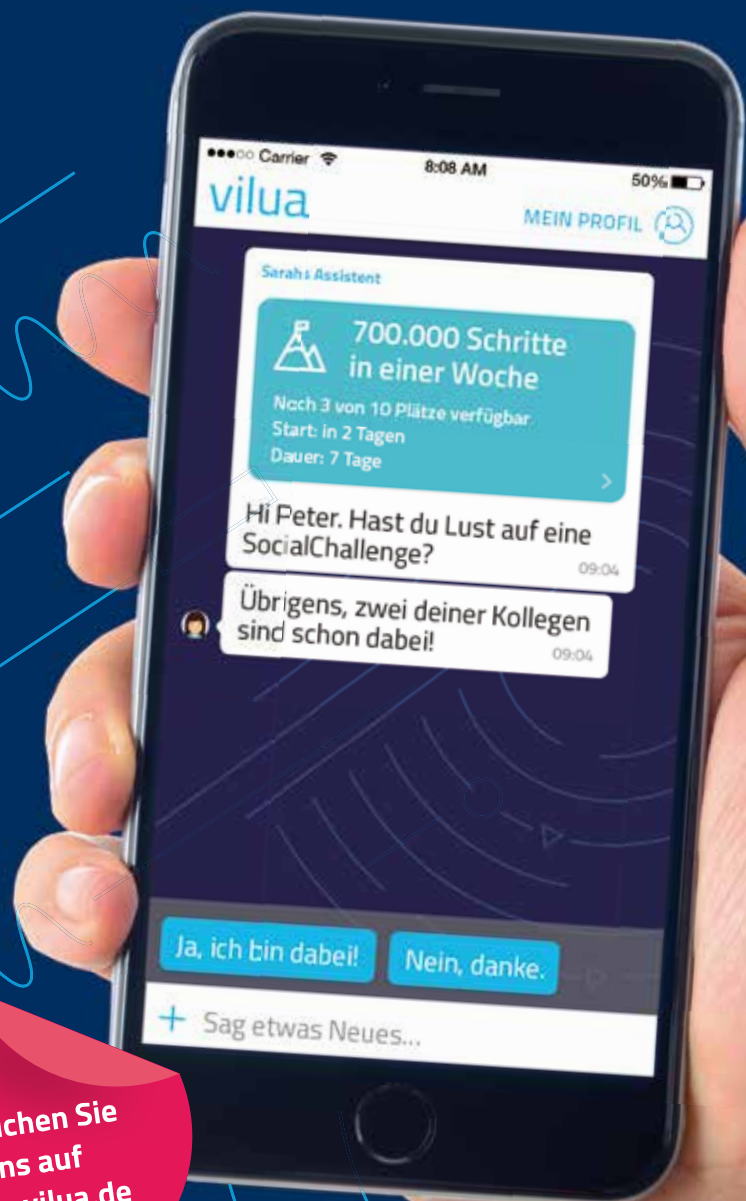 Carrier
8:08 AM
50%
vilua
MEIN PROFIL
Sarahs Assistent
700.000 Schritte
in einer Woche
Noch 3 von 10 Plätze verfügbar
Start: in 2 Tagen
Dauer: 7 Tage
Hi Peter. Hast du Lust auf eine
SocialChallenge?
09:04
Übrigens, zwei deiner Kollegen
sind schon dabei!
09:04
Ja, ich bin dabei!
Nein, danke.
+ Sag etwas Neues...
Sie
auf
vilua.de